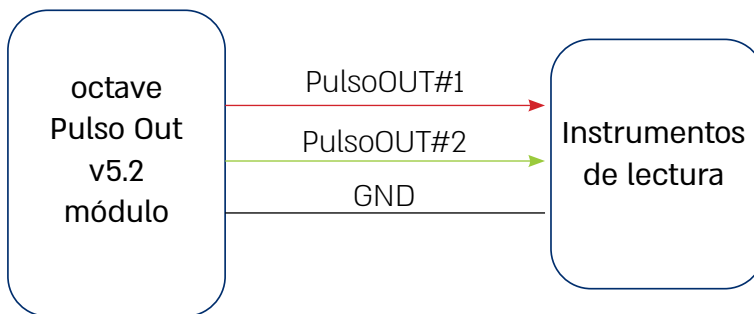 octave
Pulso Out
v5.2
módulo
PulsoOUT#1
PulsoOUT#2
GND
Instrumentos
de lectura